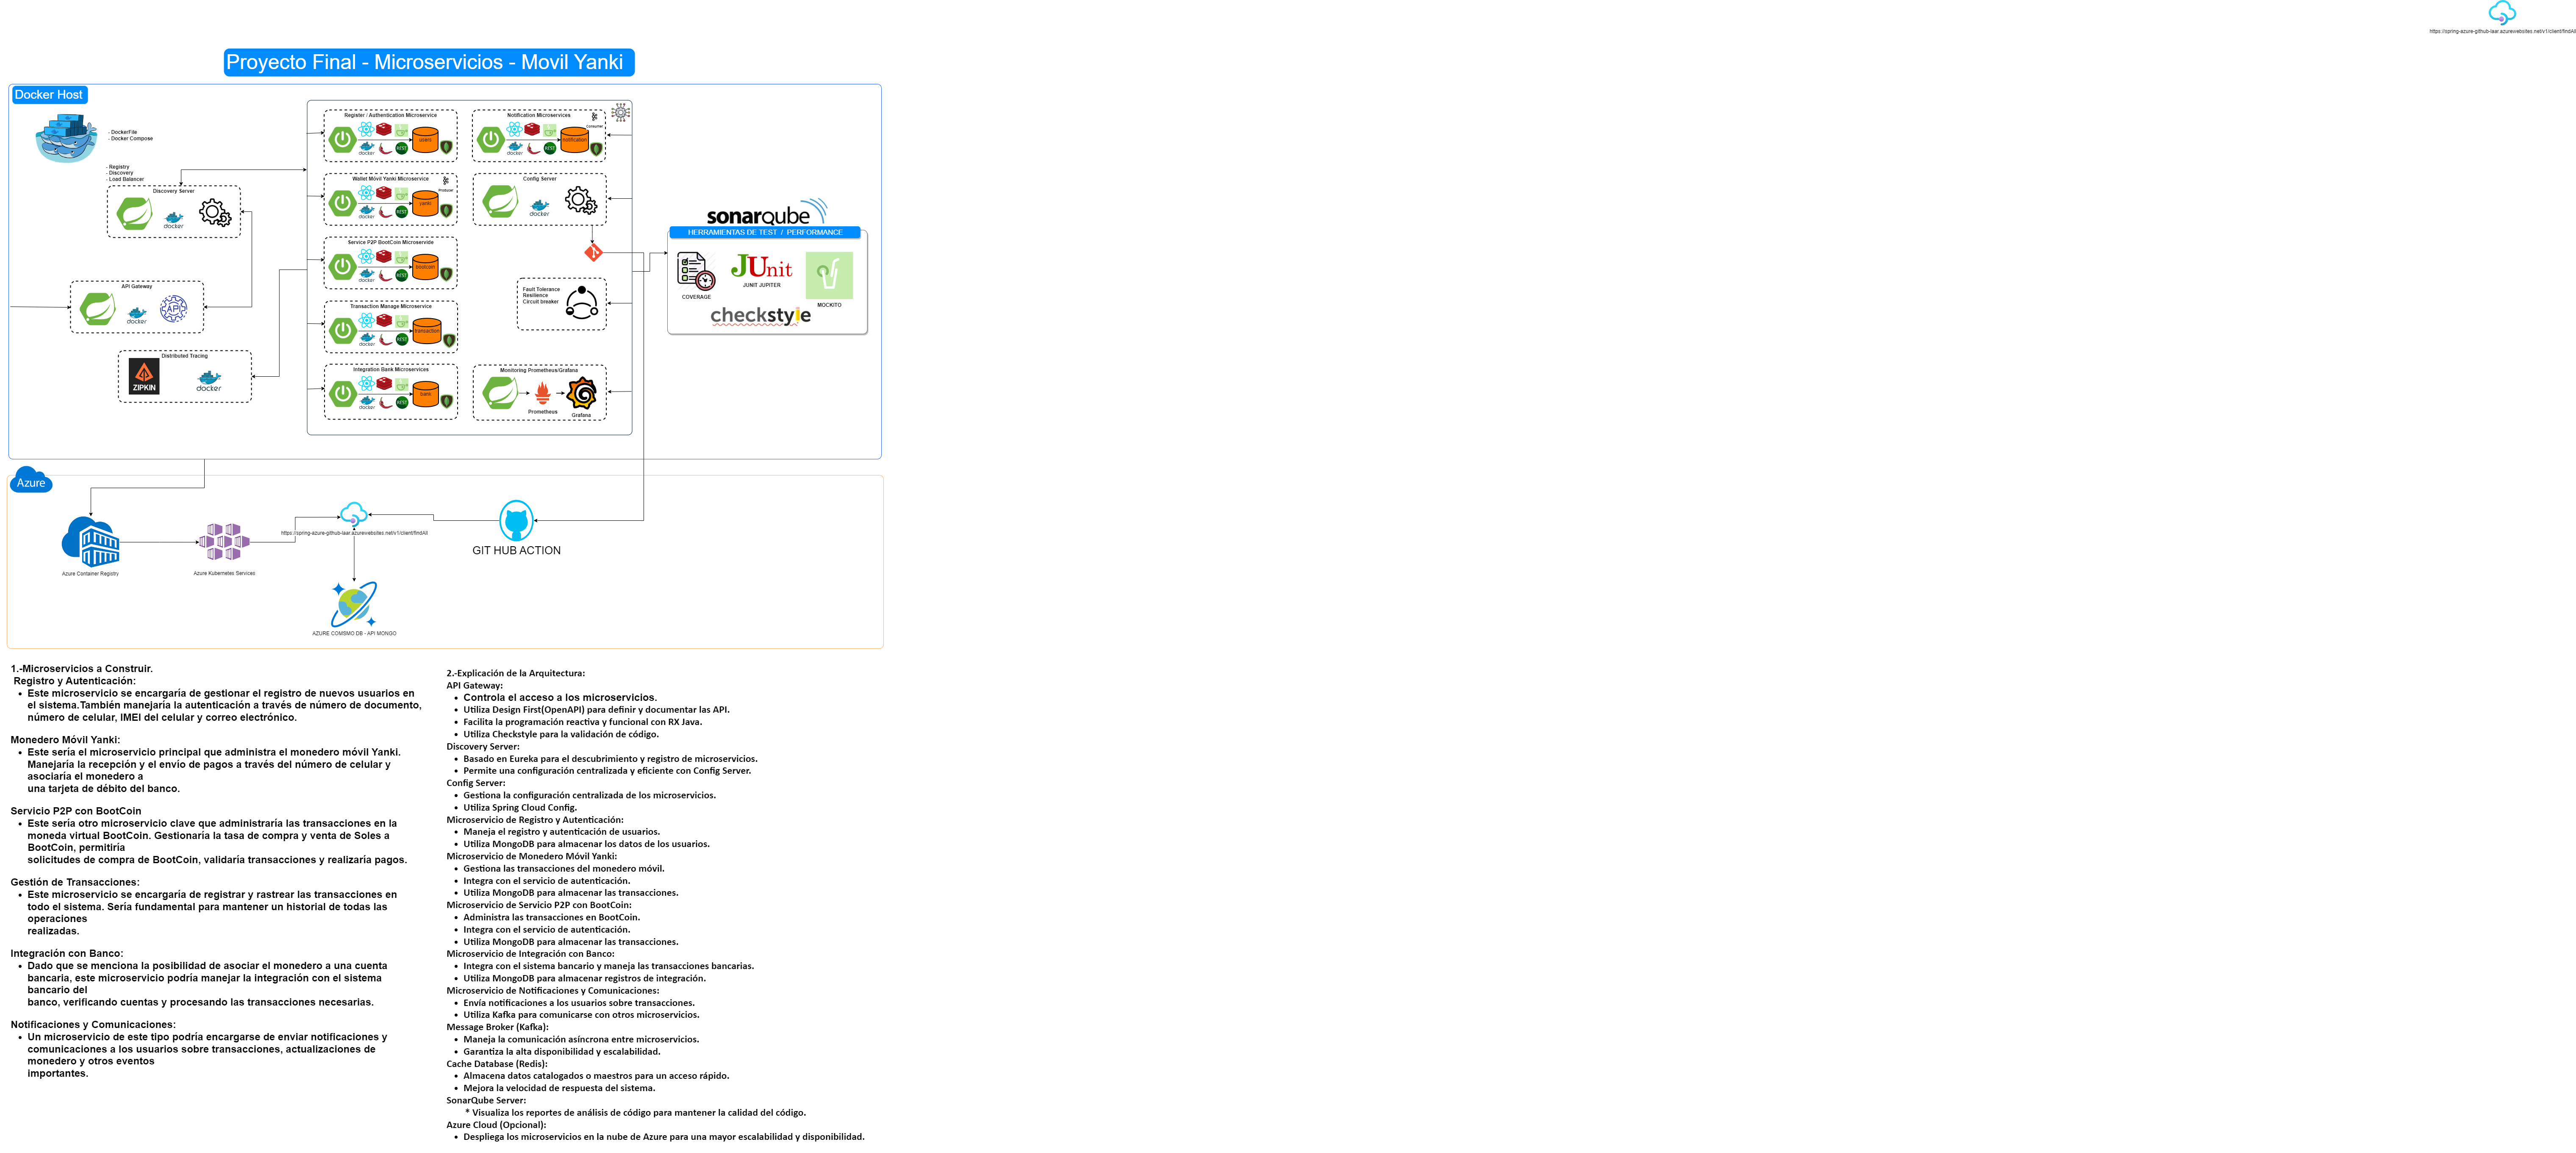 https://spring-azure-github-laar.azurewebsites.net/v1/client/findAll
Proyecto Final - Microservicios - Movil Yanki
Docker Host
- DockerFile
- Docker Compose
- Registry
- Discovery
- Load Balancer
Discovery Server
docker
API Gateway
docker
API
Distributed Tracing
ZIPKIN
docker
Register / Authentication Microservice
docker
REST
users
Wallet Móvil Yanki Microservice
Producer
docker
REST
yanki
Service P2P BootCoin Microservide
docker
REST
bootcoin
Transaction Manage Microservice
docker
REST
transaction
Integration Bank Microservices
docker
REST
bank
Notification Microservices
Consumer
docker
REST
notification
Config Server
docker
Fault Tolerance
Resilience
Circuit breaker
Monitoring Prometheus/Grafana
Prometheus
Grafana
sonarqube
HERRAMIENTAS DE TEST / PERFORMANCE
COVERAGE
JUnit
JUNIT JUPITER
MOCKITO
checkstyle
Azure
Azure Container Registry
Azure Kubernetes Services
https://spring-azure-github-laar.azurewebsites.net/v1/client/findAll
GIT HUB ACTION
AZURE COMSMO DB - API MONGO
1.-Microservicios a Construir.
Registro y Autenticación:
• Este microservicio se encargaría de gestionar el registro de nuevos usuarios en
el sistema.También manejaría la autenticación a través de número de documento,
número de celular, IMEI del celular y correo electrónico.
Monedero Móvil Yanki:
• Este sería el microservicio principal que administra el monedero móvil Yanki.
Manejaría la recepción y el envío de pagos a través del número de celular y
asociaría el monedero a
una tarjeta de débito del banco.
Servicio P2P con BootCoin
• Este sería otro microservicio clave que administraría las transacciones en la
moneda virtual BootCoin. Gestionaría la tasa de compra y venta de Soles a
BootCoin, permitiría
solicitudes de compra de BootCoin, validaría transacciones y realizaría pagos.
Gestión de Transacciones:
• Este microservicio se encargaría de registrar y rastrear las transacciones en
todo el sistema. Sería fundamental para mantener un historial de todas las
operaciones
realizadas.
Integración con Banco:
• Dado que se menciona la posibilidad de asociar el monedero a una cuenta
bancaria, este microservicio podría manejar la integración con el sistema
bancario del
banco, verificando cuentas y procesando las transacciones necesarias.
Notificaciones y Comunicaciones:
• Un microservicio de este tipo podría encargarse de enviar notificaciones y
comunicaciones a los usuarios sobre transacciones, actualizaciones de
monedero y otros eventos
importantes.
2.-Explicación de la Arquitectura:
API Gateway:
• Controla el acceso a los microservicios.
• Utiliza Design First(OpenAPI) para definir y documentar las API.
• Facilita la programación reactiva y funcional con RX Java.
• Utiliza Checkstyle para la validación de código.
Discovery Server:
• Basado en Eureka para el descubrimiento y registro de microservicios.
• Permite una configuración centralizada y eficiente con Config Server.
Config Server:
• Gestiona la configuración centralizada de los microservicios.
• Utiliza Spring Cloud Config.
Microservicio de Registro y Autenticación:
• Maneja el registro y autenticación de usuarios.
• Utiliza MongoDB para almacenar los datos de los usuarios.
Microservicio de Monedero Móvil Yanki:
• Gestiona las transacciones del monedero móvil.
• Integra con el servicio de autenticación.
• Utiliza MongoDB para almacenar las transacciones.
Microservicio de Servicio P2P con BootCoin:
• Administra las transacciones en BootCoin.
• Integra con el servicio de autenticación.
• Utiliza MongoDB para almacenar las transacciones.
Microservicio de Integración con Banco:
• Integra con el sistema bancario y maneja las transacciones bancarias.
• Utiliza MongoDB para almacenar registros de integración.
Microservicio de Notificaciones y Comunicaciones:
• Envía notificaciones a los usuarios sobre transacciones.
• Utiliza Kafka para comunicarse con otros microservicios.
Message Broker (Kafka):
• Maneja la comunicación asíncrona entre microservicios.
• Garantiza la alta disponibilidad y escalabilidad.
Cache Database (Redis):
• Almacena datos catalogados o maestros para un acceso rápido.
• Mejora la velocidad de respuesta del sistema.
SonarQube Server:
* Visualiza los reportes de análisis de código para mantener la calidad del código.
Azure Cloud (Opcional):
• Despliega los microservicios en la nube de Azure para una mayor escalabilidad y disponibilidad.